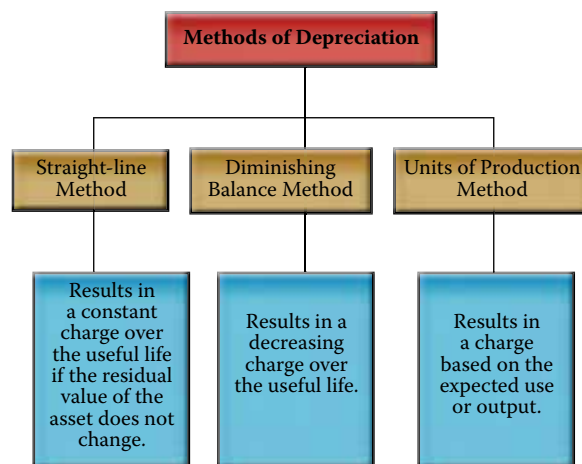 Methods of Depreciation
Straight-line
Method
Diminishing
Balance Method
Units of Production
Method
Results in
a constant
charge over
the useful life
if the residual
value of the
asset does not
change.
Results in a
decreasing
charge over
the useful life.
Results in
a charge
based on the
expected use
or output.